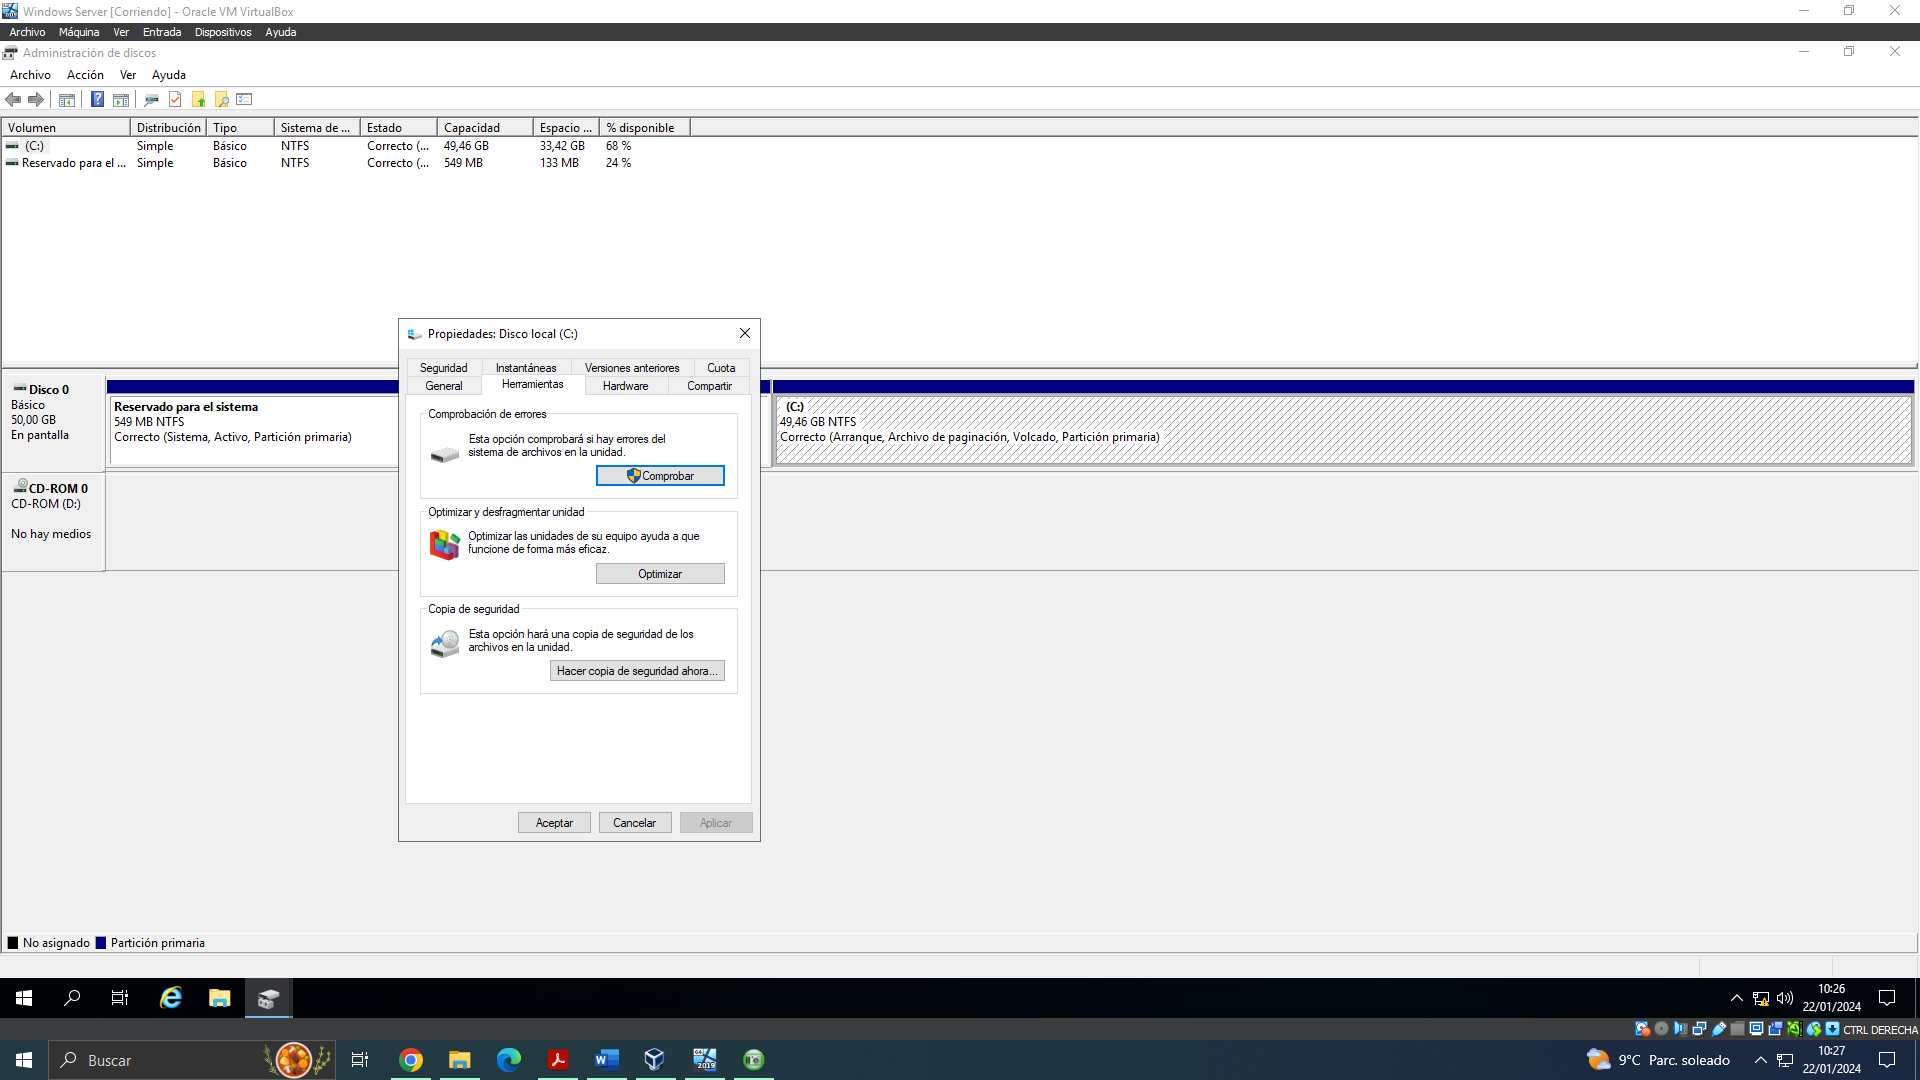 Windows Server [Corriendo] - Oracle VM VirtualBox
Archivo Máquina Ver Entrada Dispositivos Ayuda
Administración de discos
Archivo Acción Ver Ayuda
Volumen Distribución Tipo Sistema de ... Estado Capacidad Espacio ... % disponible
(C:) Simple Básico NTFS Correcto (... 49,46 GB 33,42 GB 68 %
Reservado para el ... Simple Básico NTFS Correcto (... 549 MB 133 MB 24 %
Disco 0
Básico
50,00 GB
En pantalla
Reservado para el sistema
549 MB NTFS
Correcto (Sistema, Activo, Partición primaria)
(C:)
49,46 GB NTFS
Correcto (Arranque, Archivo de paginación, Volcado, Partición primaria)
CD-ROM 0
CD-ROM (D:)
No hay medios
Propiedades: Disco local (C:)
Seguridad Instantáneas Versiones anteriores Cuota
General Herramientas Hardware Compartir
Comprobación de errores
Esta opción comprobará si hay errores del
sistema de archivos en la unidad.
Comprobar
Optimizar y desfragmentar unidad
Optimizar las unidades de su equipo ayuda a que
funcione de forma más eficaz.
Optimizar
Copia de seguridad
Esta opción hará una copia de seguridad de los
archivos en la unidad.
Hacer copia de seguridad ahora...
Aceptar Cancelar Aplicar
No asignado Partición primaria
10:26
22/01/2024
CTRL DERECHA
Buscar
2019
9°C Parc. soleado
10:27
22/01/2024